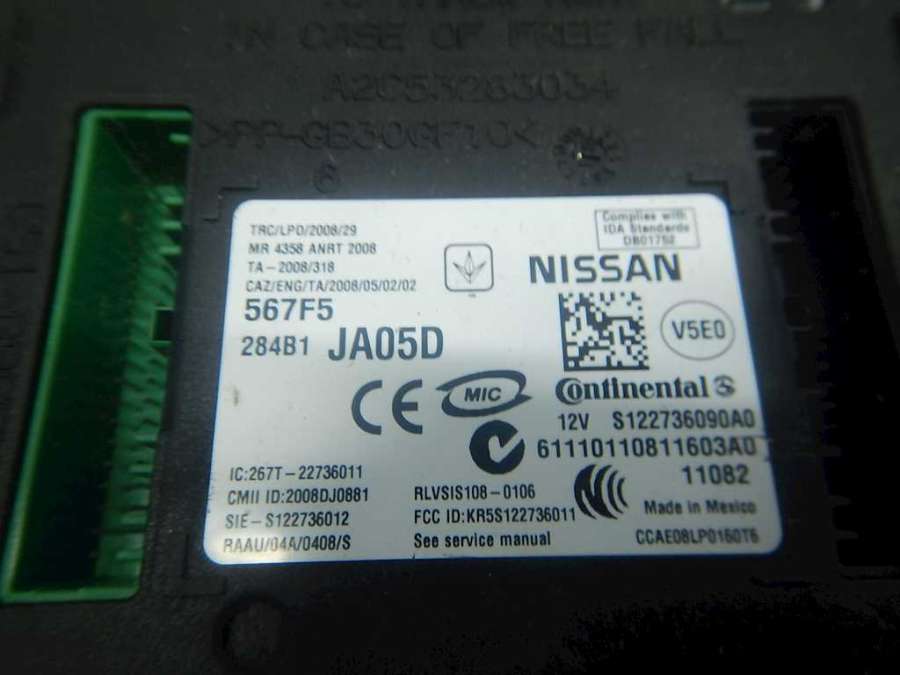 IN CASE OF FREE FALL
A2C53283034
>PP-GB30GF10<
6
TRC/LPD/2008/29
MR 4358 ANRT 2008
TA-2008/318
CAZ/ENG/TA/2008/05/02/02
Complies with
IDA Standards
DB01752
NISSAN
567F5
284B1 JA05D
V5E0
CE
MIC
Continental
12V S122736090A0
61110110811603A0
11082
IC:267T-22736011
CMII ID:2008DJ0881
SIE-S122736012
RAAU/04A/0408/S
RLVSIS108-0106
FCC ID:KR5S122736011
See service manual
Made in Mexico
CCAE08LP0160T6